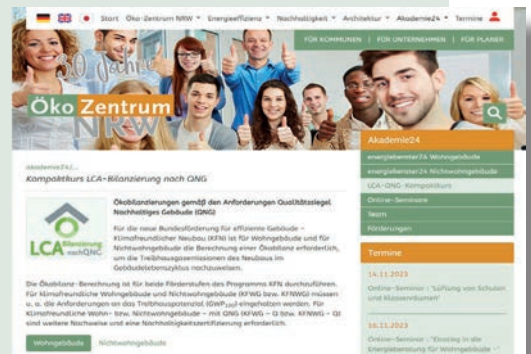 Start Öko-Zentrum NRW Energieeffizienz Nachhaltigkeit Architektur Akademie24 Termine
FÜR KOMMUNEN | FÜR UNTERNEHMEN | FÜR PLANER
30 Jahre
Öko Zentrum
NRW
akademie24/...
Kompaktkurs LCA-Bilanzierung nach QNG
LCA Bilanzierung
nach QNG
Ökobilanzierungen gemäß den Anforderungen Qualitätssiegel
Nachhaltiges Gebäude (QNG)
Für die neue Bundesförderung für effiziente Gebäude –
Klimafreundlicher Neubau (KFN) ist für Wohngebäude und für
Nichtwohngebäude die Berechnung einer Ökobilanz erforderlich,
um die Treibhausgasemissionen des Neubaus im
Gebäudelebenszyklus nachzuweisen.
Die Ökobilanz-Berechnung ist für beide Förderstufen des Programms KFN durchzuführen.
Für klimafreundliche Wohngebäude und Nichtwohngebäude (KFWG bzw. KFNWG) müssen
u. a. die Anforderungen an das Treibhauspotenzial (GWP100) eingehalten werden. Für
klimafreundliche Wohn- bzw. Nichtwohngebäude – mit QNG (KFWG – Q bzw. KFNWG – Q)
sind weitere Nachweise und eine Nachhaltigkeitszertifizierung erforderlich.
Wohngebäude Nichtwohngebäude
Akademie24
energieberater24 Wohngebäude
energieberater24 Nichtwohngebäude
LCA-QNG-Kompaktkurs
Online-Seminare
Team
Förderungen
Termine
14.11.2023
Online-Seminar : "Lüftung von Schulen
und Klassenräumen"
16.11.2023
Online-Seminar : "Einstieg in die
Energieberatung für Wohngebäude –"